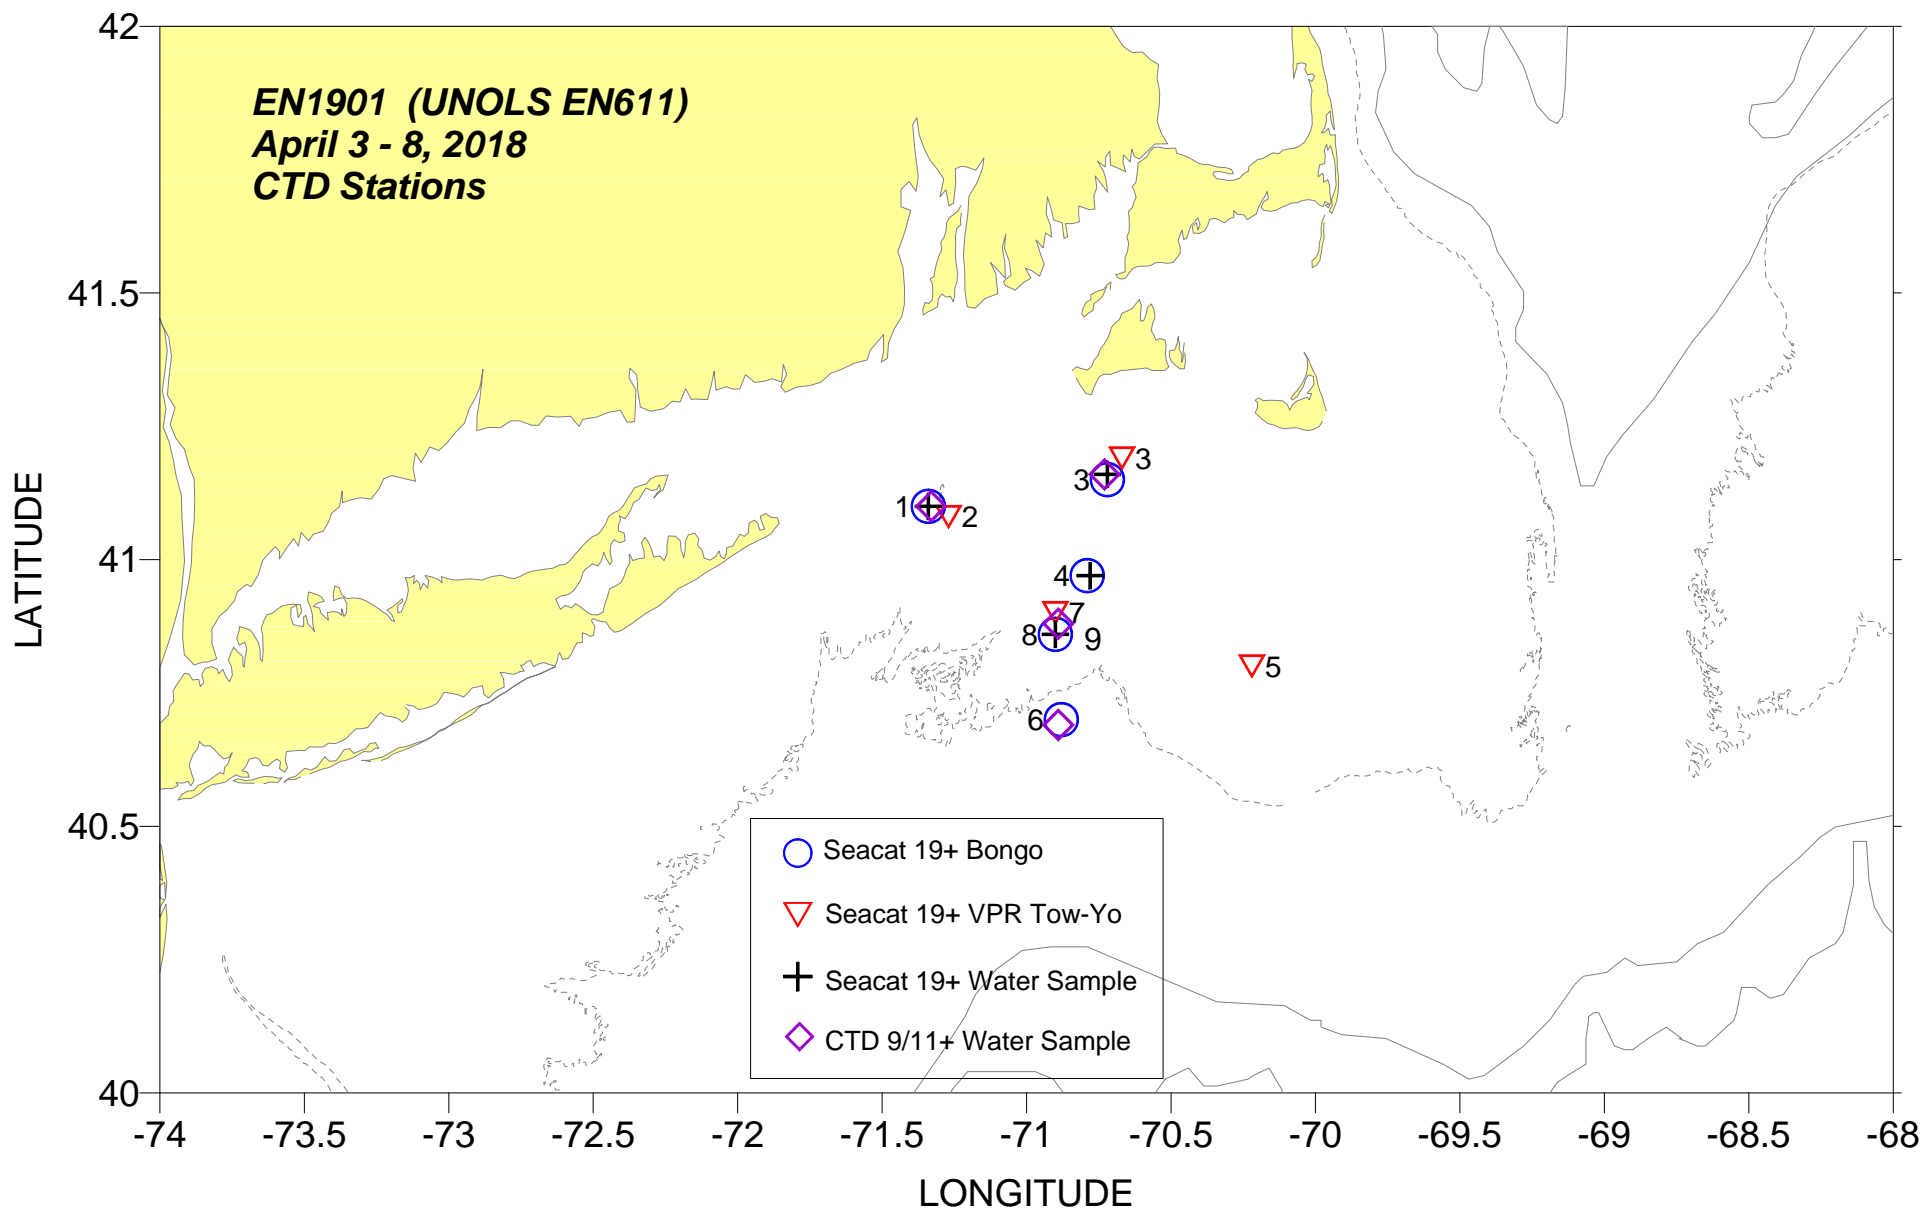 EN1901 (UNOLS EN611)
April 3 - 8, 2018
CTD Stations
42
41.5
41
40.5
40
LATITUDE
3
3
1
2
4
7
8
9
5
6
Seacat 19+ Bongo
Seacat 19+ VPR Tow-Yo
Seacat 19+ Water Sample
CTD 9/11+ Water Sample
-74 -73.5 -73 -72.5 -72 -71.5 -71 -70.5 -70 -69.5 -69 -68.5 -68
LONGITUDE